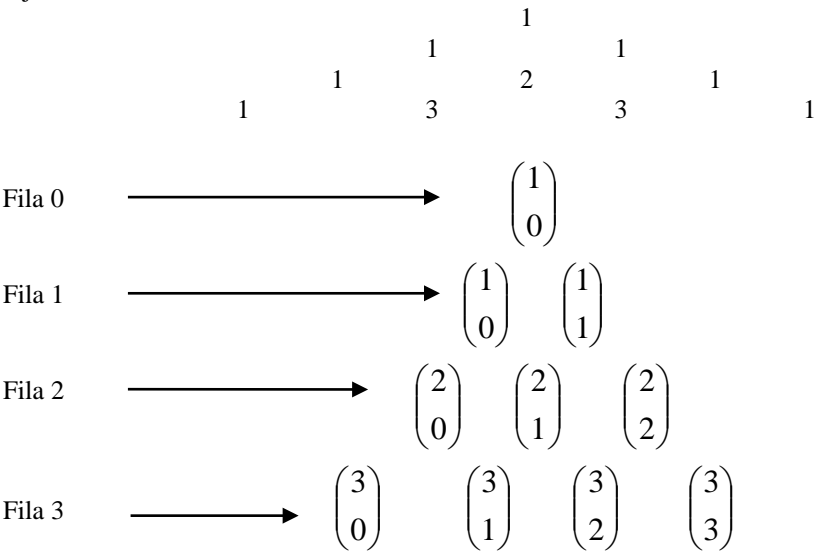 1
1 1
1 2 1
1 3 3 1
Fila 0 (1 0)
Fila 1 (1 0) (1 1)
Fila 2 (2 0) (2 1) (2 2)
Fila 3 (3 0) (3 1) (3 2) (3 3)